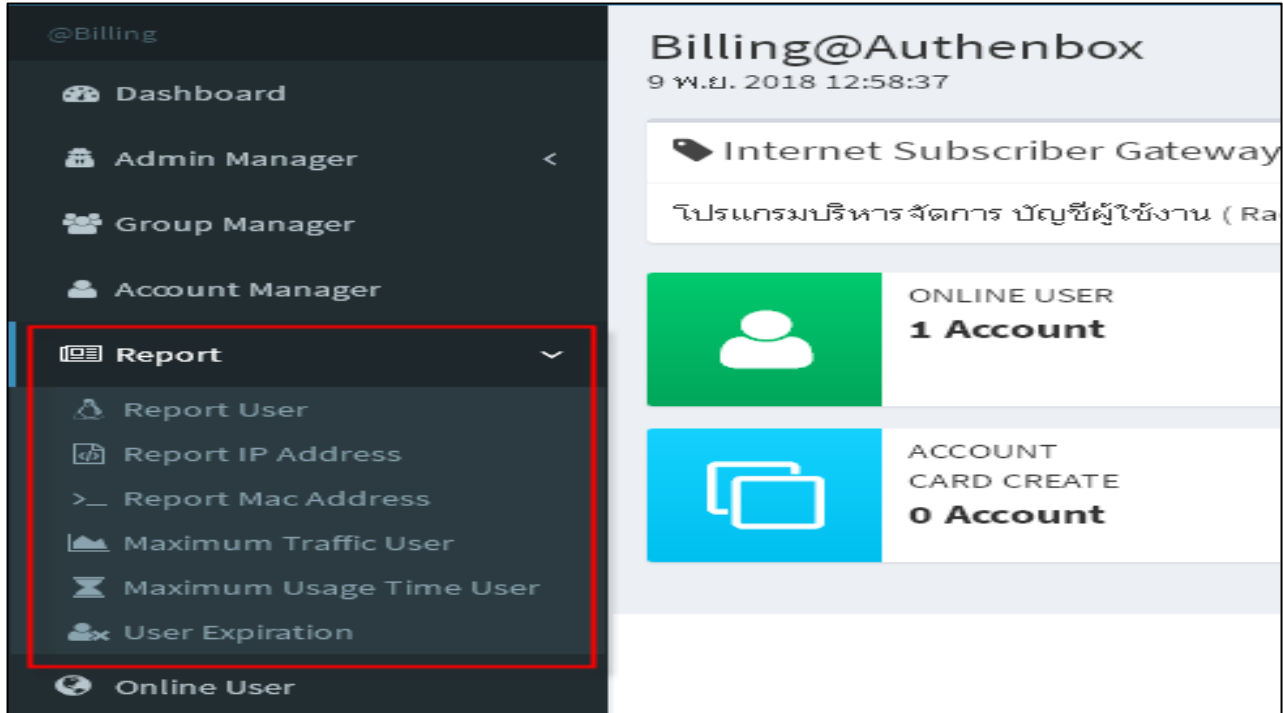 @Billing
Dashboard
Admin Manager
Group Manager
Account Manager
Report
Report User
Report IP Address
Report Mac Address
Maximum Traffic User
Maximum Usage Time User
User Expiration
Online User
Billing@Authenbox
9 พ.ย. 2018 12:58:37
Internet Subscriber Gateway
โปรแกรมบริหารจัดการ บัญชีผู้ใช้งาน ( Ra
ONLINE USER
1 Account
ACCOUNT
CARD CREATE
0 Account